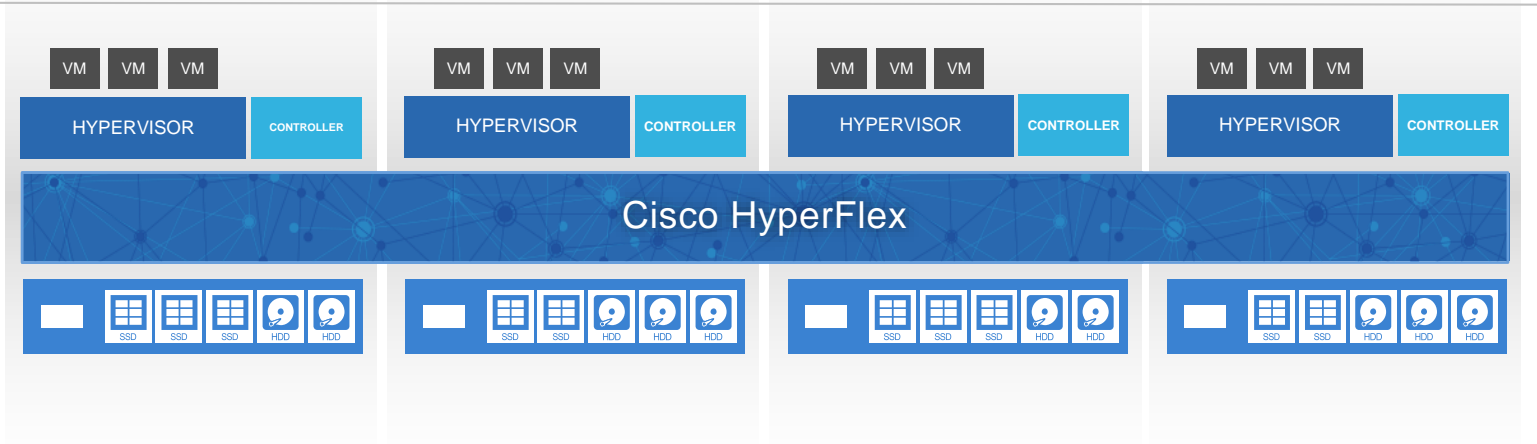 VM VM VM VM VM VM VM VM VM VM VM VM
HYPERVISOR CONTROLLER HYPERVISOR CONTROLLER HYPERVISOR CONTROLLER HYPERVISOR CONTROLLER
Cisco HyperFlex
SSD SSD SSD HDD HDD SSD SSD HDD HDD HDD SSD SSD SSD HDD HDD SSD SSD HDD HDD HDD